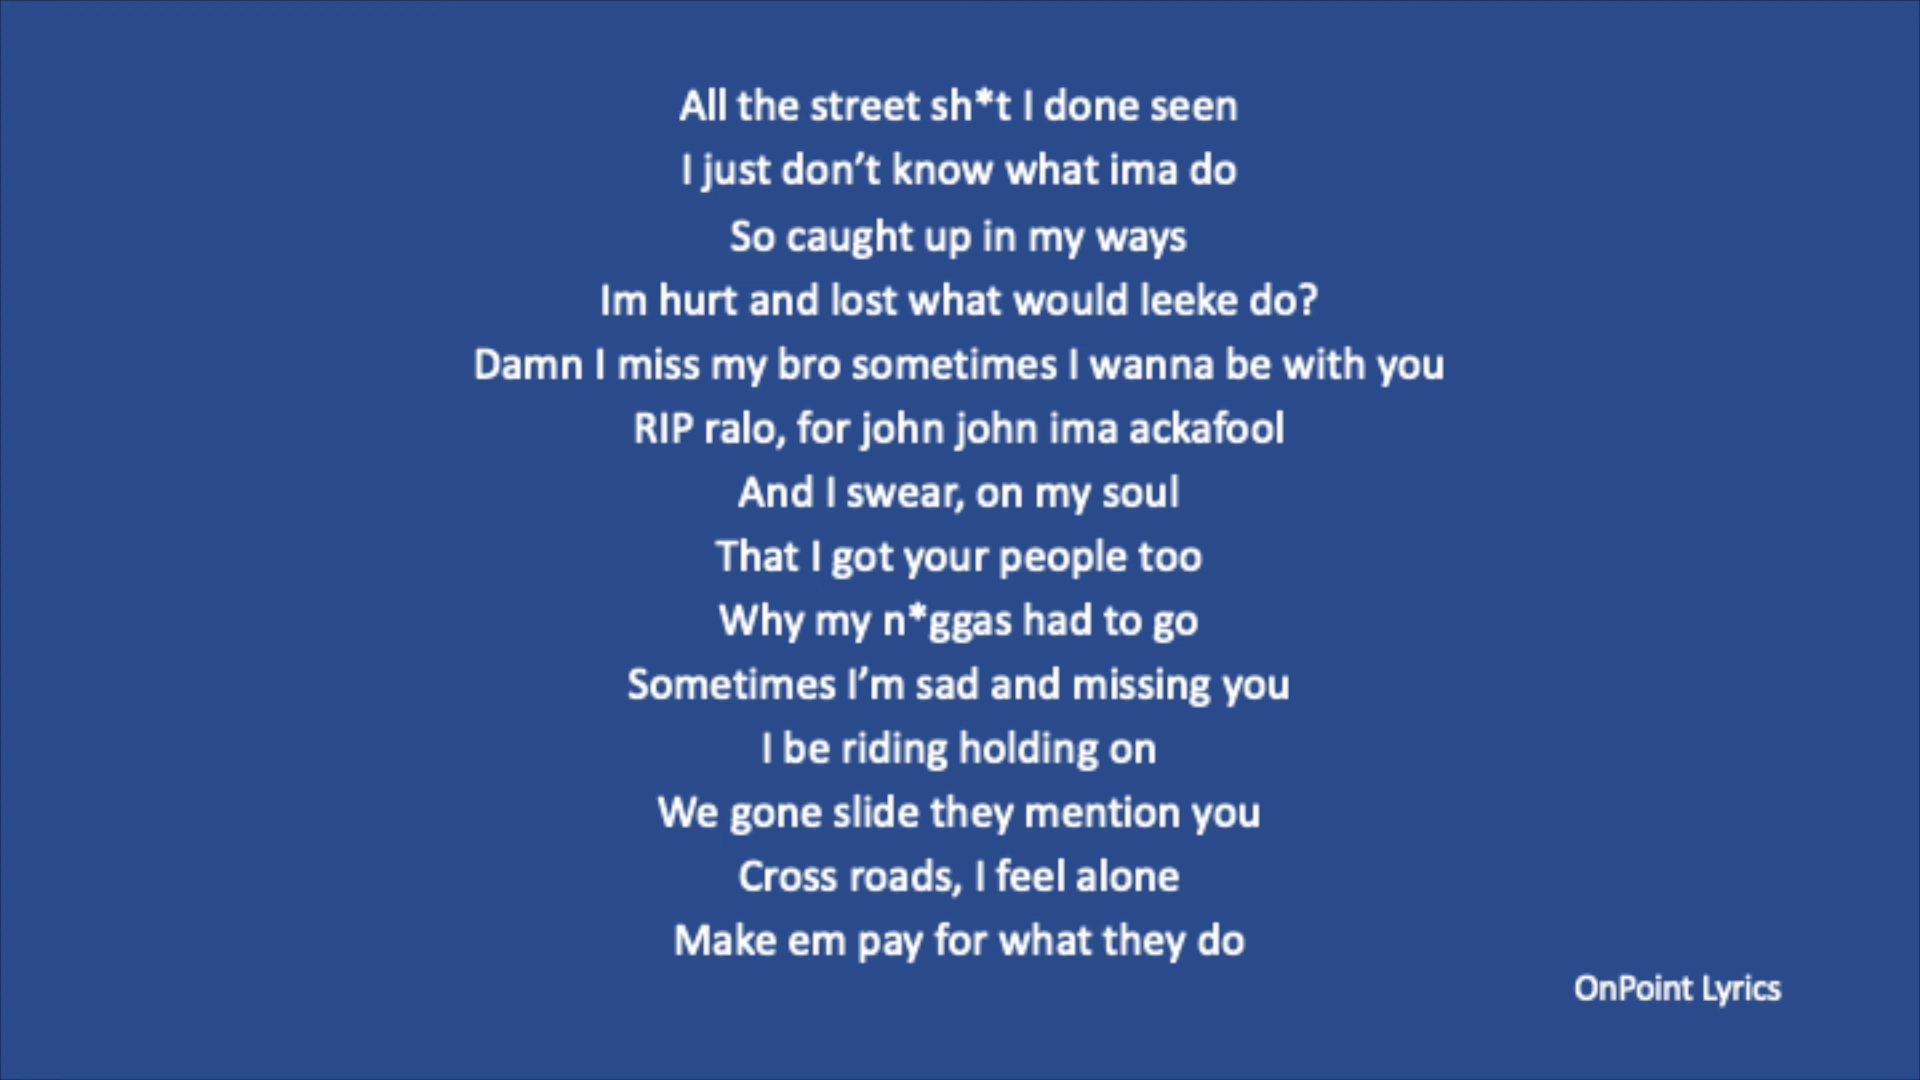 All the street sh*t I done seen
I just don’t know what ima do
So caught up in my ways
Im hurt and lost what would leeke do?
Damn I miss my bro sometimes I wanna be with you
RIP ralo, for john john ima ackafool
And I swear, on my soul
That I got your people too
Why my n*ggas had to go
Sometimes I’m sad and missing you
I be riding holding on
We gone slide they mention you
Cross roads, I feel alone
Make em pay for what they do
OnPoint Lyrics